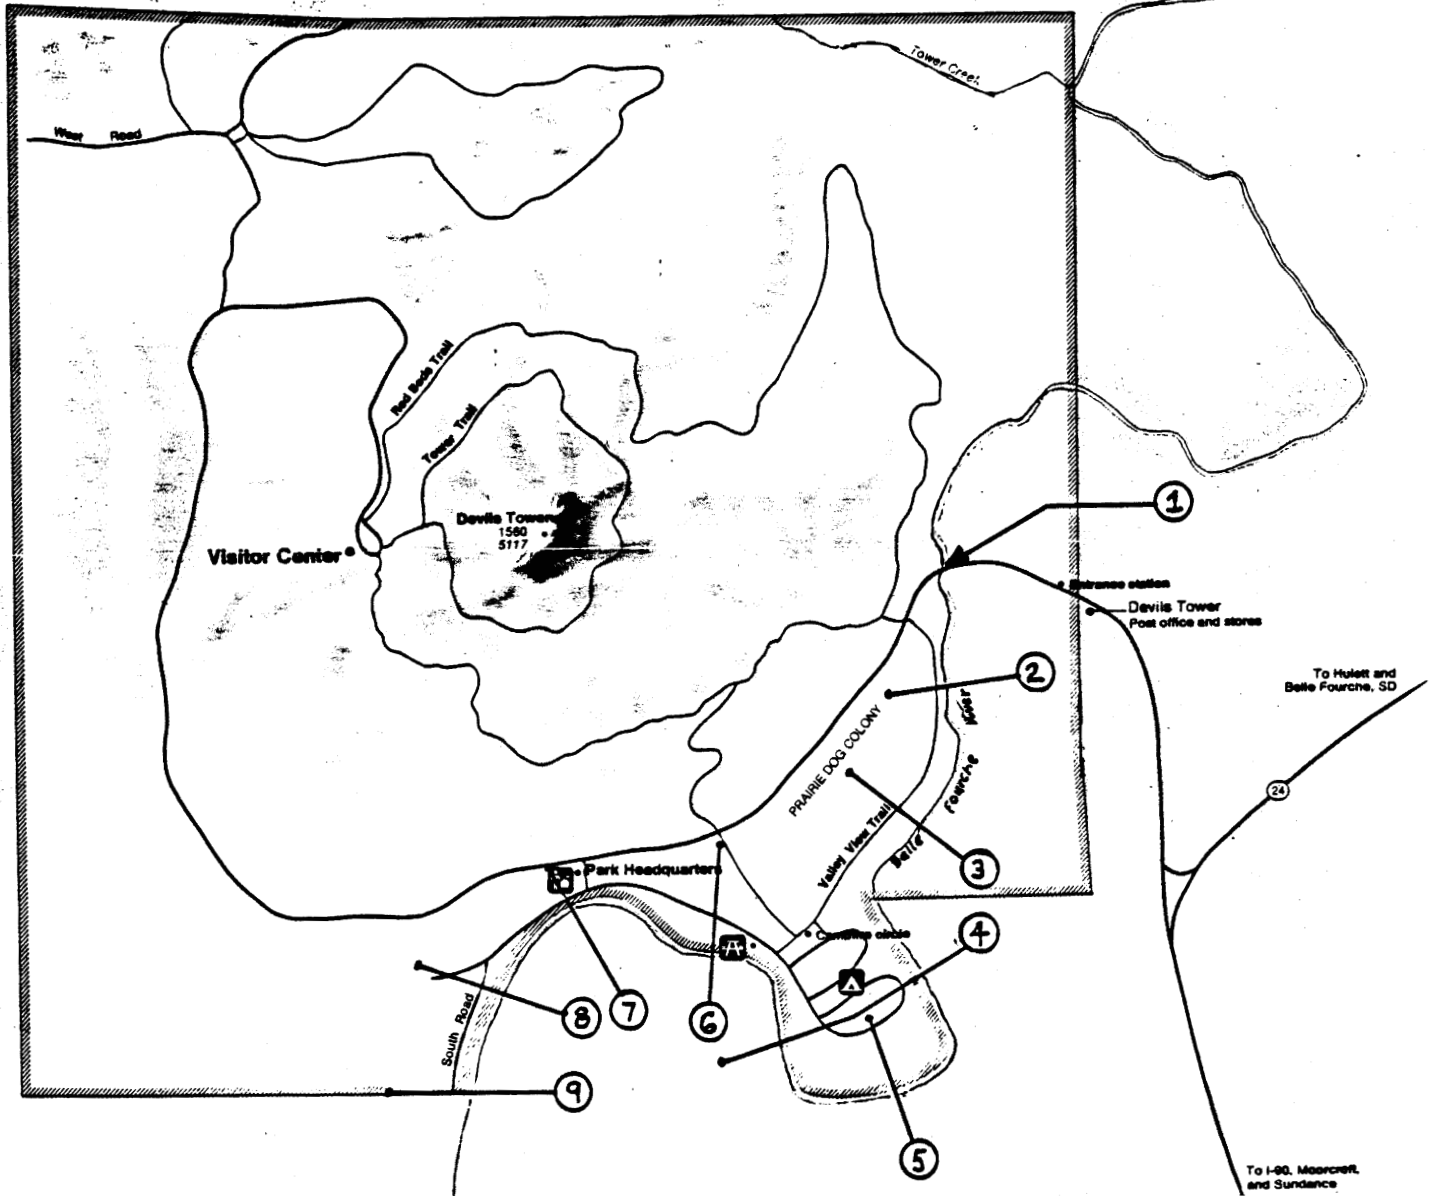 Tower Creek
West Road
Red Beds Trail
Tower Trail
Devils Tower
1560
5117
Visitor Center
1
Entrance station
Devils Tower
Post office and stores
2
To Hulett and
Belle Fourche, SD
PRAIRIE DOG COLONY
Belle Fourche River
24
Valley View Trail
3
Park Headquarters
4
Campfire circle
South Road
8
7
6
9
5
To I-90, Moorcroft,
and Sundance